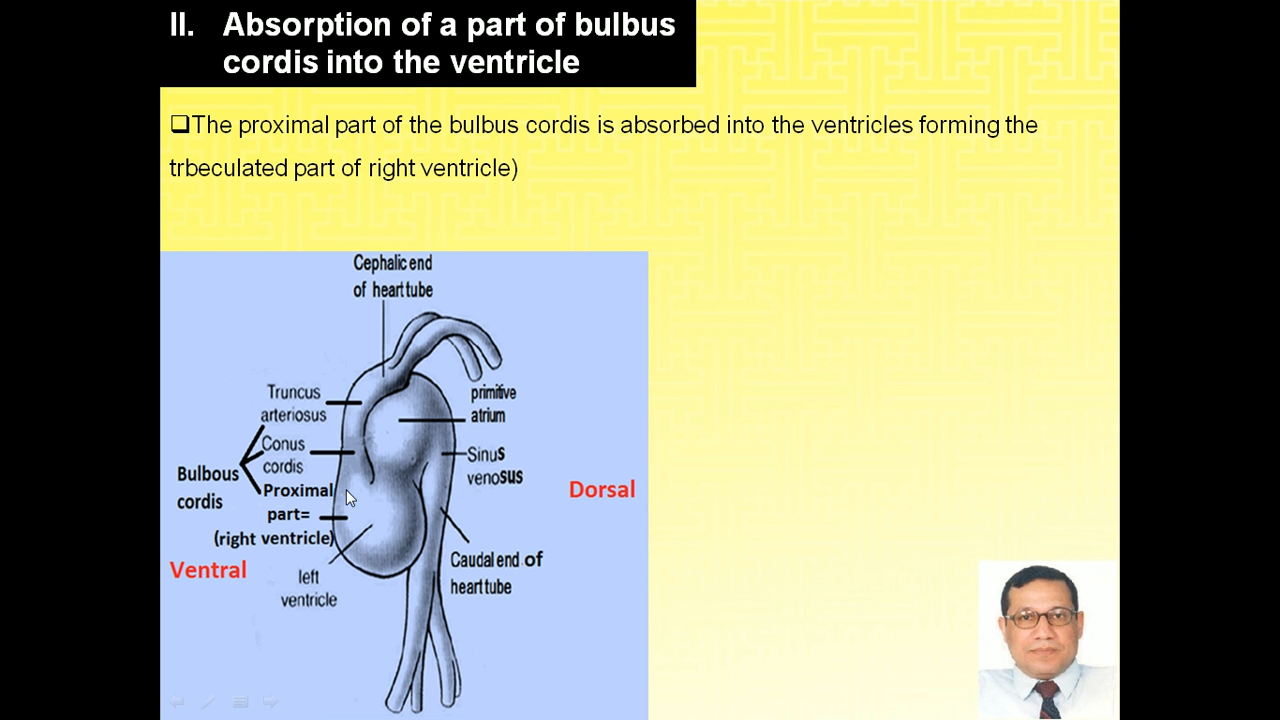 II. Absorption of a part of bulbus
cordis into the ventricle
❑The proximal part of the bulbus cordis is absorbed into the ventricles forming the
trbeculated part of right ventricle)
Cephalic end
of heart tube
Truncus
arteriosus
primitive
atrium
Conus
cordis
Sinus
venosus
Bulbous
cordis
Proximal
part=
(right ventricle)
Dorsal
Ventral
left
ventricle
Caudal end of
heart tube